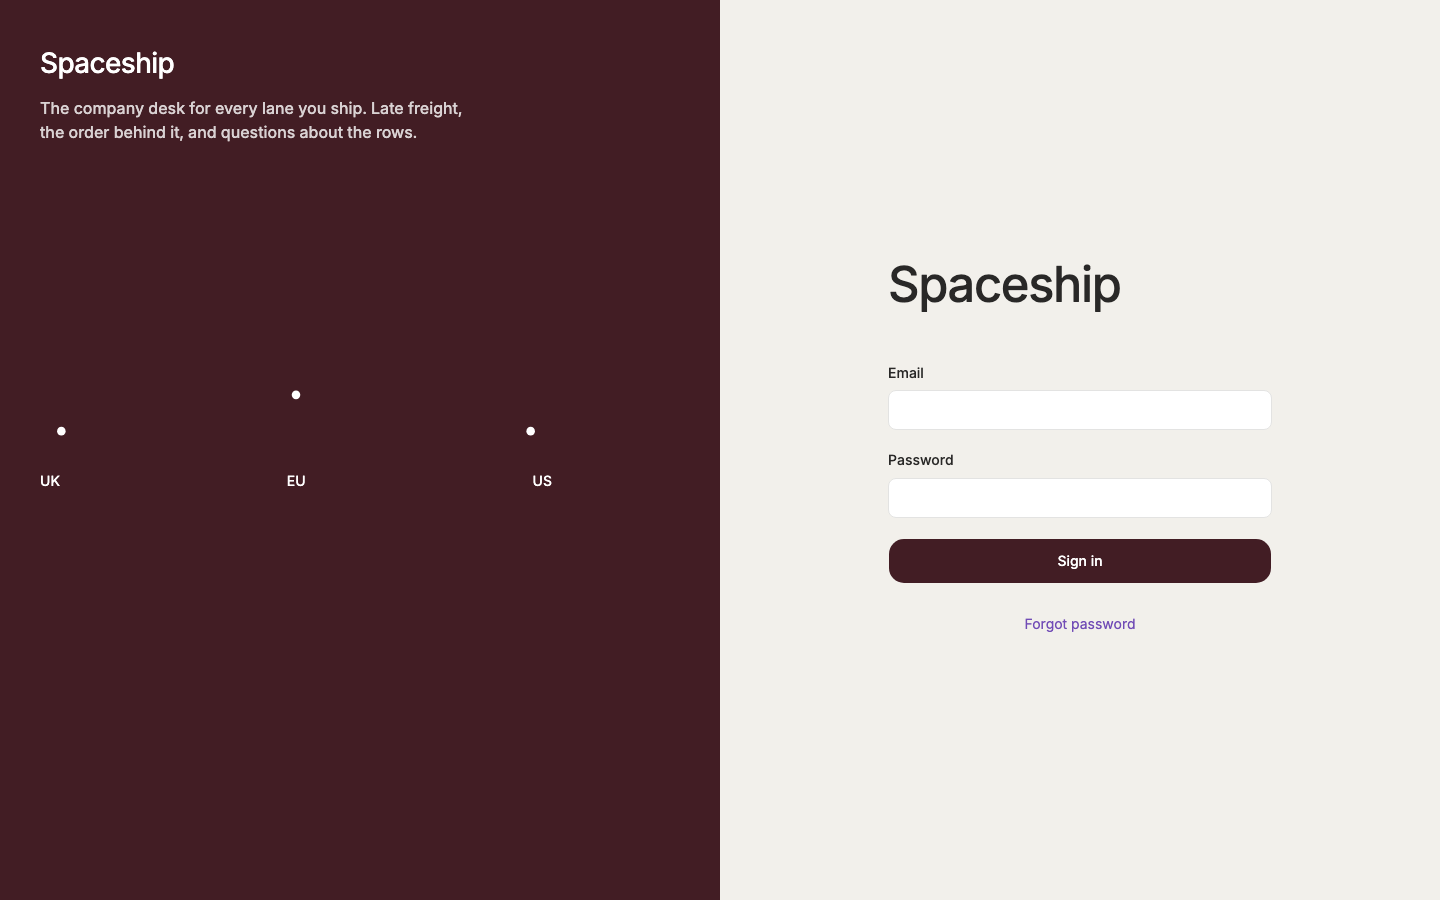 Spaceship
The company desk for every lane you ship. Late freight,
the order behind it, and questions about the rows.
UK
EU
US
Spaceship
Email
Password
Sign in
Forgot password